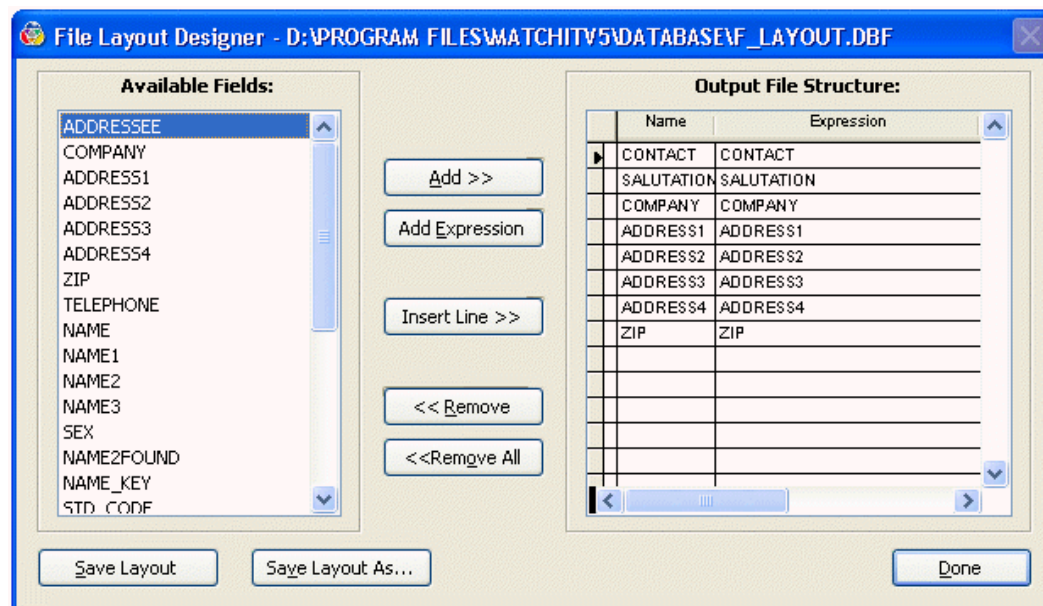 File Layout Designer - D:\PROGRAM FILES\MATCHITV5\DATABASE\F_LAYOUT.DBF
Available Fields:
ADDRESSEE
COMPANY
ADDRESS1
ADDRESS2
ADDRESS3
ADDRESS4
ZIP
TELEPHONE
NAME
NAME1
NAME2
NAME3
SEX
NAME2FOUND
NAME_KEY
STD_CODE
Add >>
Add Expression
Insert Line >>
<< Remove
<<Remove All
Output File Structure:
Name Expression
CONTACT CONTACT
SALUTATION SALUTATION
COMPANY COMPANY
ADDRESS1 ADDRESS1
ADDRESS2 ADDRESS2
ADDRESS3 ADDRESS3
ADDRESS4 ADDRESS4
ZIP ZIP
Save Layout
Save Layout As...
Done